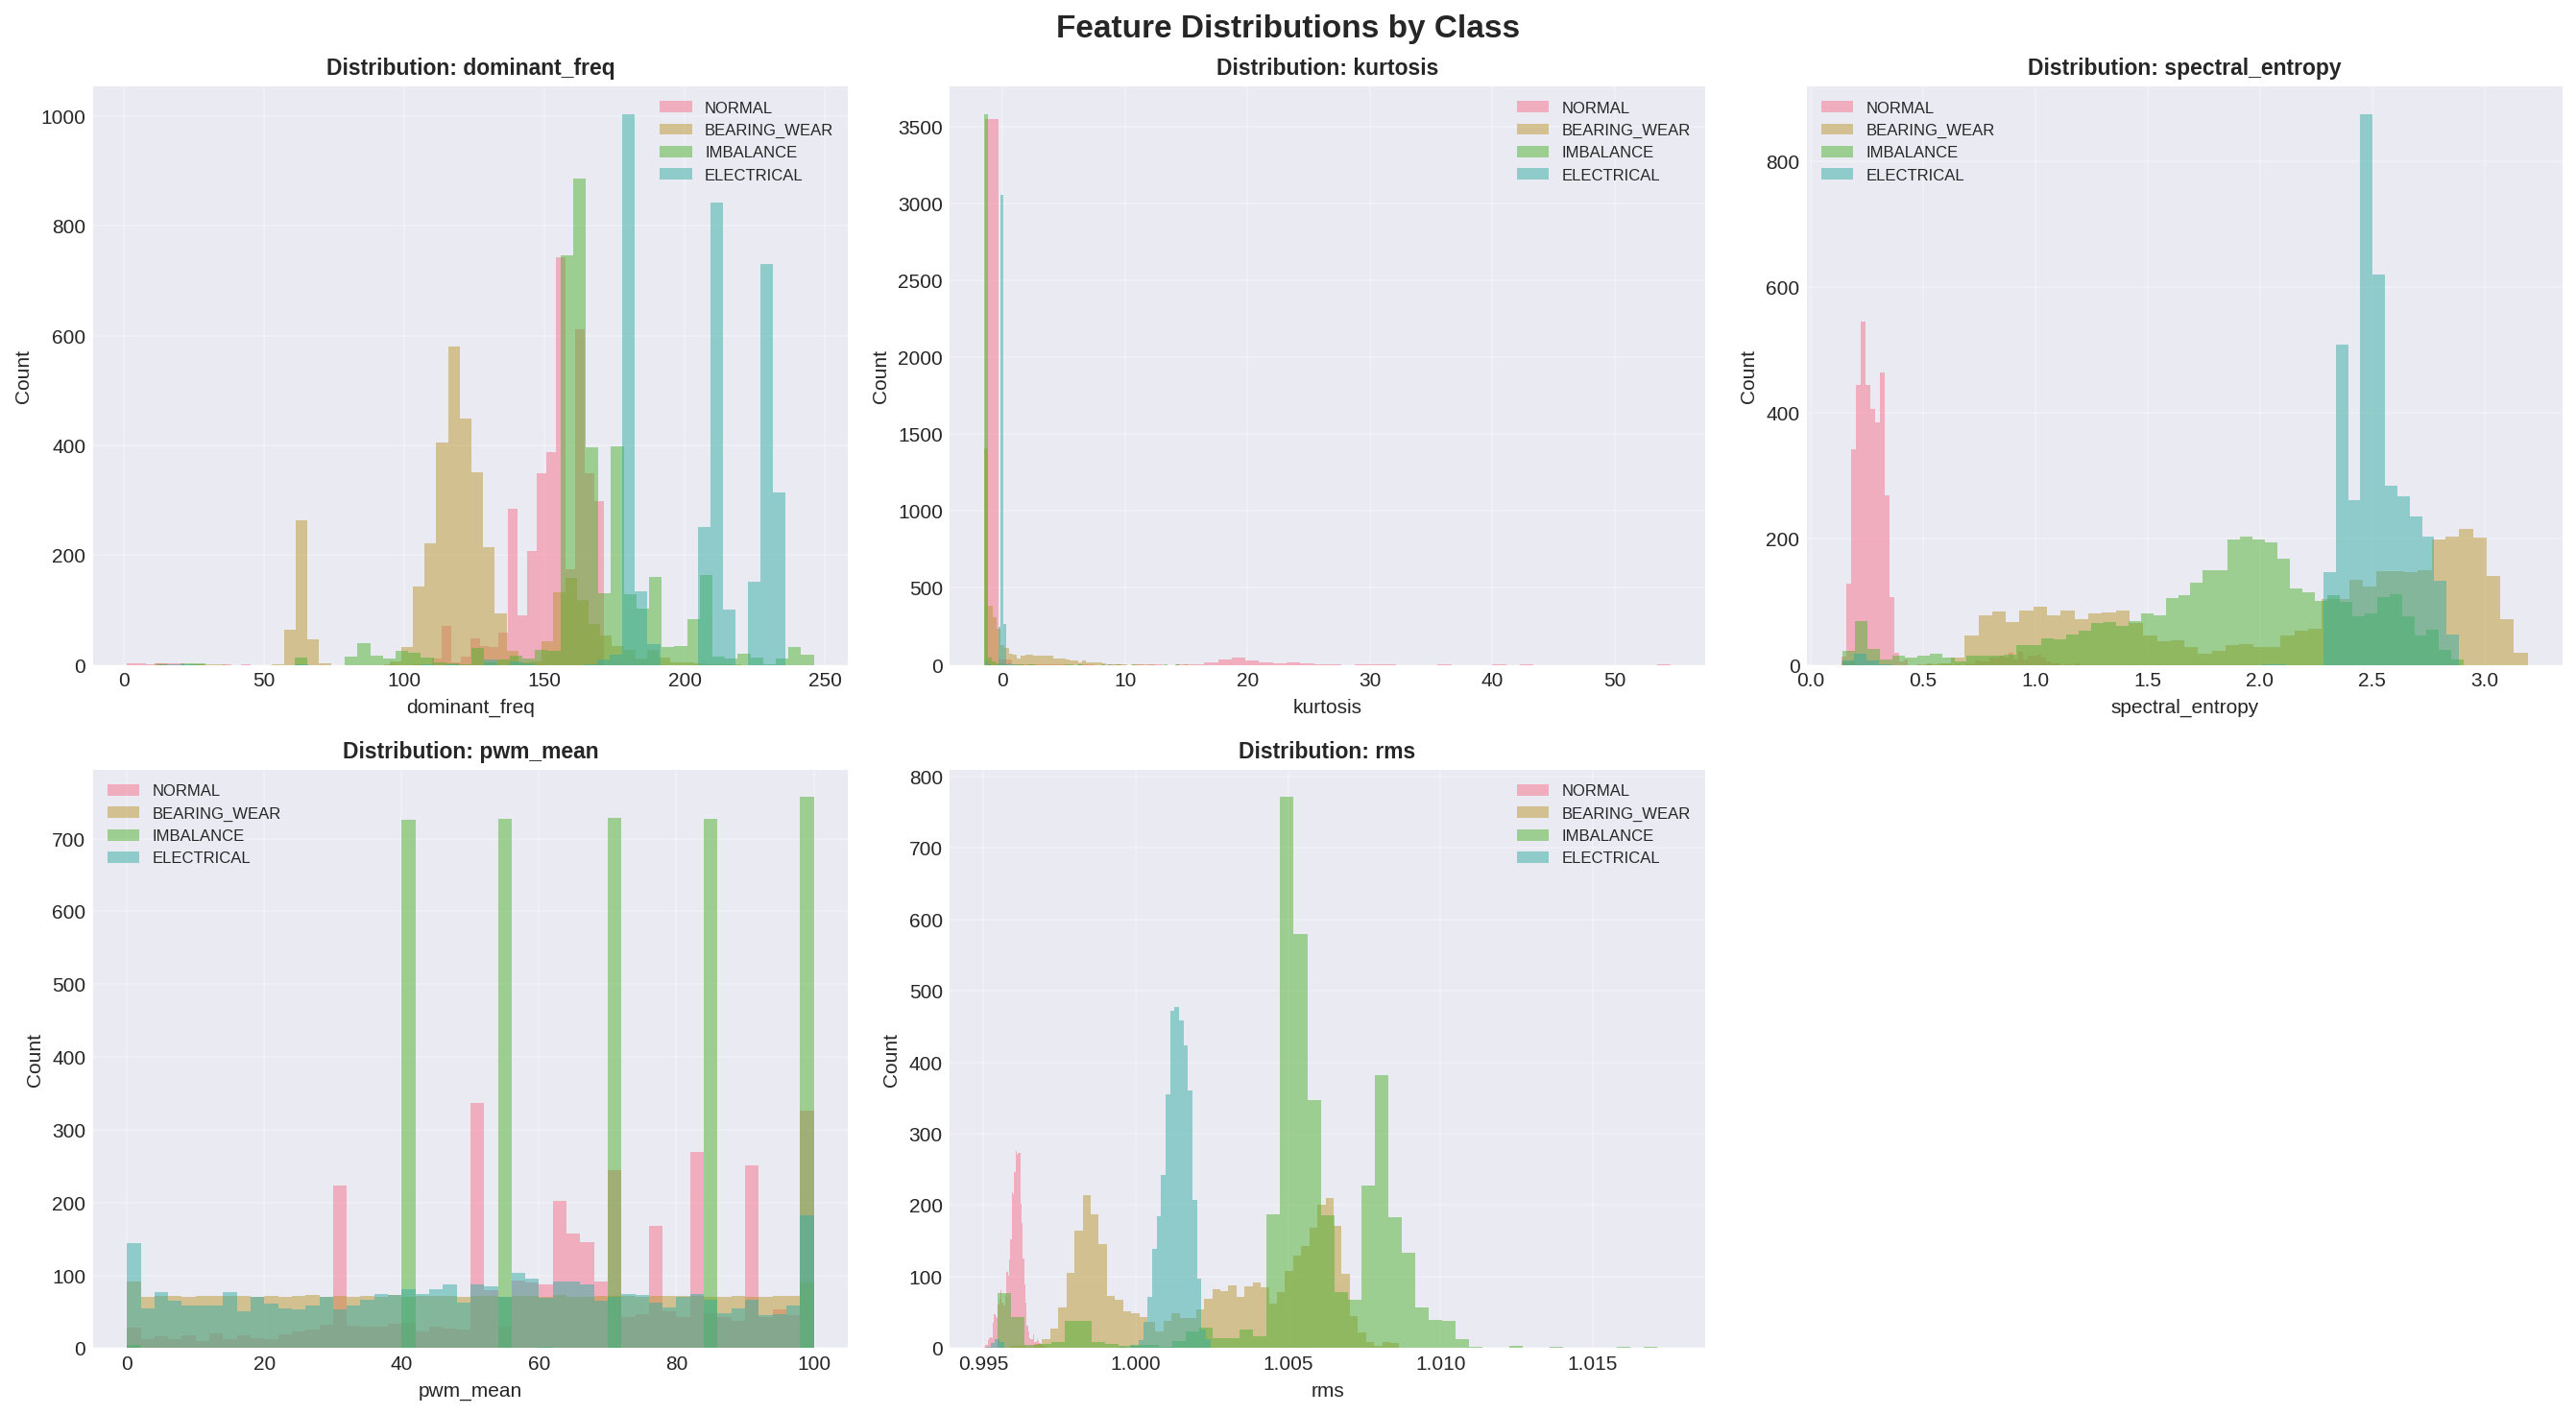 Feature Distributions by Class
Distribution: dominant_freq
1000
800
600
400
200
0
Count
0 50 100 150 200 250
dominant_freq
NORMAL
BEARING_WEAR
IMBALANCE
ELECTRICAL
Distribution: kurtosis
3500
3000
2500
2000
1500
1000
500
0
Count
0 10 20 30 40 50
kurtosis
NORMAL
BEARING_WEAR
IMBALANCE
ELECTRICAL
Distribution: spectral_entropy
800
600
400
200
0
Count
0.0 0.5 1.0 1.5 2.0 2.5 3.0
spectral_entropy
NORMAL
BEARING_WEAR
IMBALANCE
ELECTRICAL
Distribution: pwm_mean
700
600
500
400
300
200
100
0
Count
0 20 40 60 80 100
pwm_mean
NORMAL
BEARING_WEAR
IMBALANCE
ELECTRICAL
Distribution: rms
800
700
600
500
400
300
200
100
0
Count
0.995 1.000 1.005 1.010 1.015
rms
NORMAL
BEARING_WEAR
IMBALANCE
ELECTRICAL